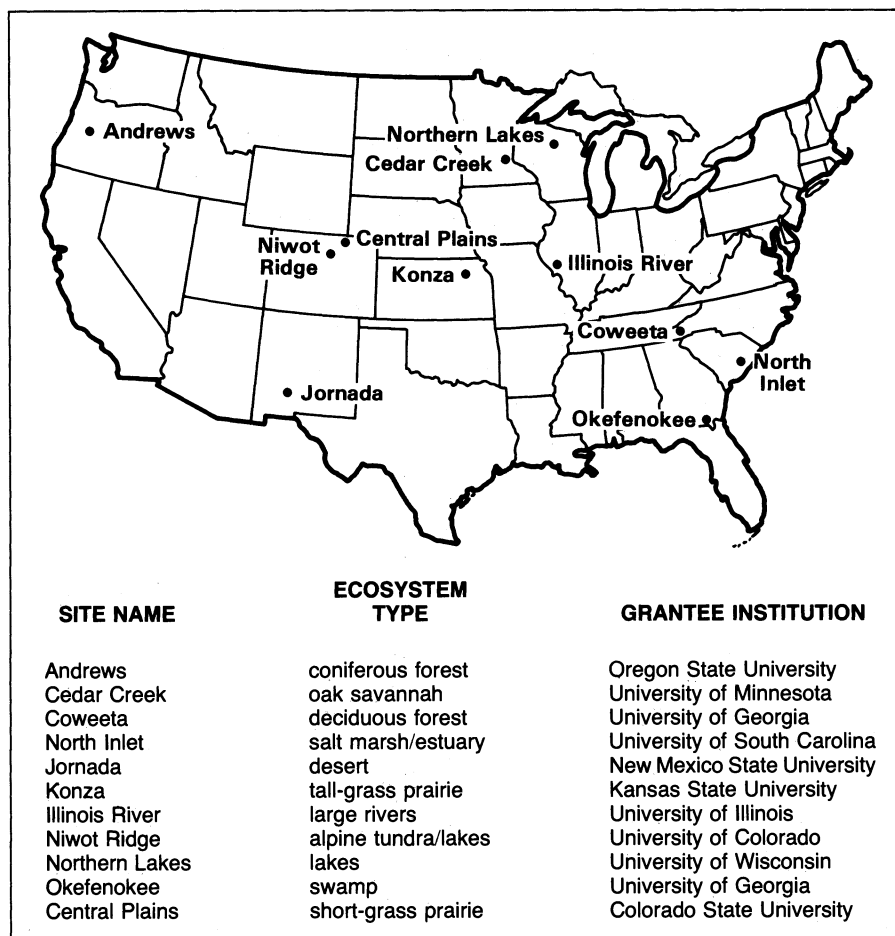 Andrews
Northern Lakes
Cedar Creek
Niwot
Ridge
Central Plains
Konza
Illinois River
Coweeta
North
Inlet
Jornada
Okefenokee
SITE NAME ECOSYSTEM TYPE GRANTEE INSTITUTION
Andrews coniferous forest Oregon State University
Cedar Creek oak savannah University of Minnesota
Coweeta deciduous forest University of Georgia
North Inlet salt marsh/estuary University of South Carolina
Jornada desert New Mexico State University
Konza tall-grass prairie Kansas State University
Illinois River large rivers University of Illinois
Niwot Ridge alpine tundra/lakes University of Colorado
Northern Lakes lakes University of Wisconsin
Okefenokee swamp University of Georgia
Central Plains short-grass prairie Colorado State University